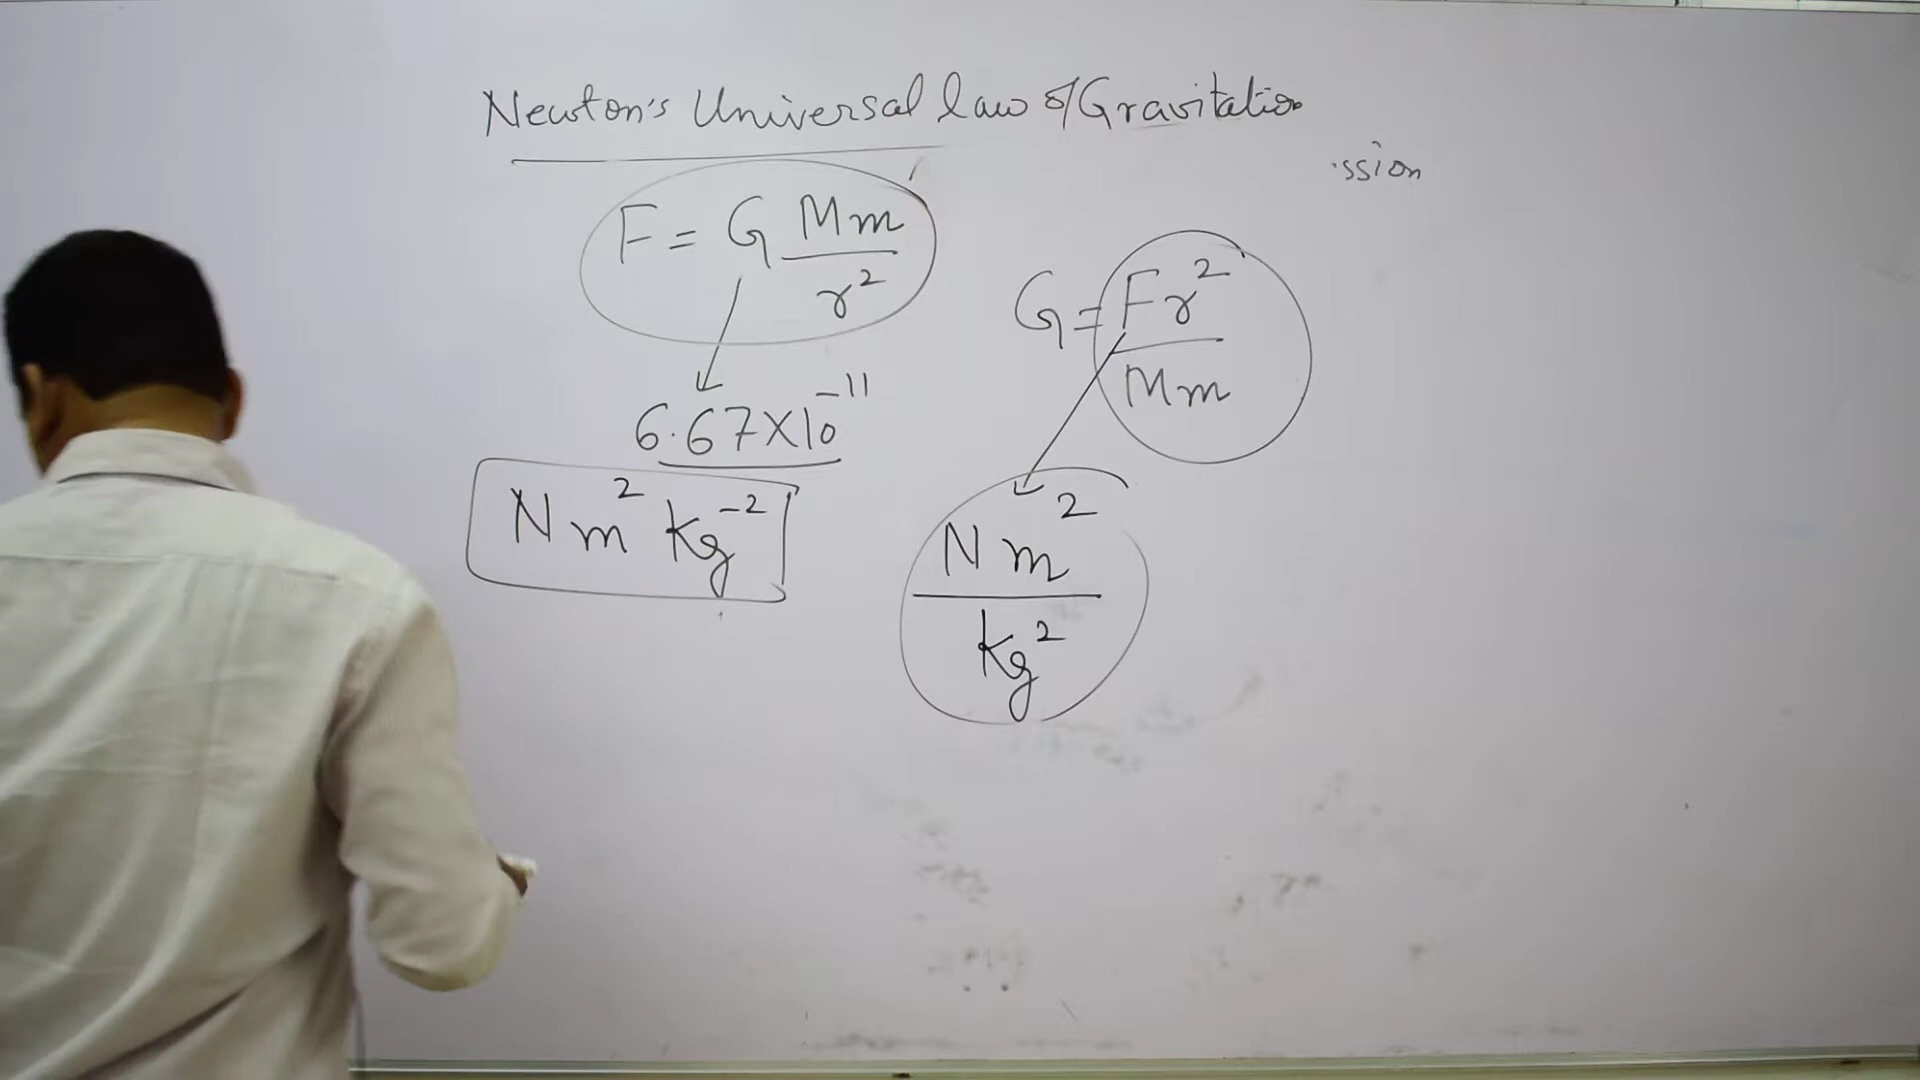 Newton's Universal law of Gravitation
ssion
F = G Mm / r²
6.67×10⁻¹¹
N m² kg⁻²
G = Fr² / Mm
N m² / kg²